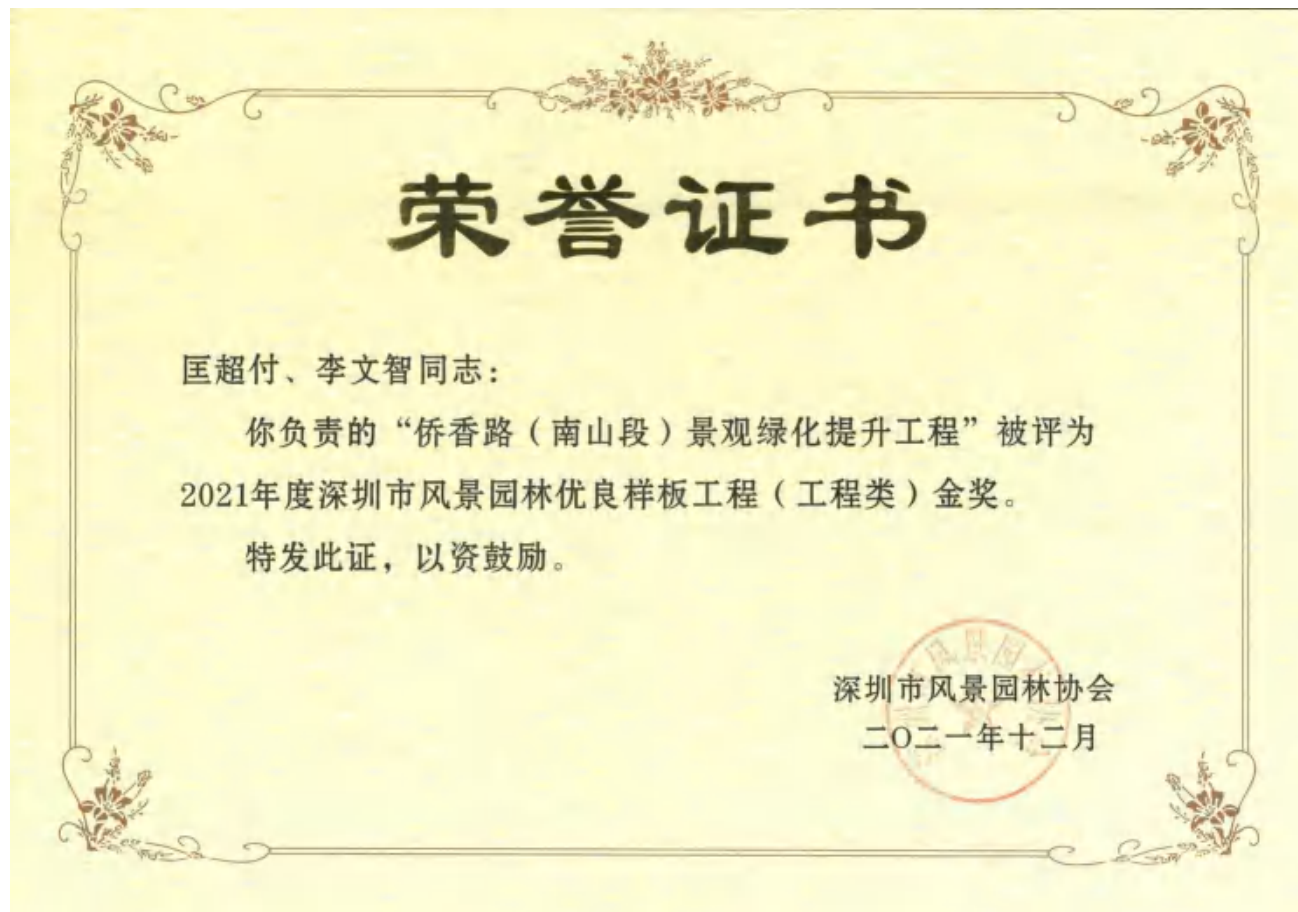 荣誉证书
匡超付、李文智同志：
你负责的“侨香路（南山段）景观绿化提升工程”被评为
2021年度深圳市风景园林优良样板工程（工程类）金奖。
特发此证，以资鼓励。
深圳市风景园林协会
二〇二一年十二月